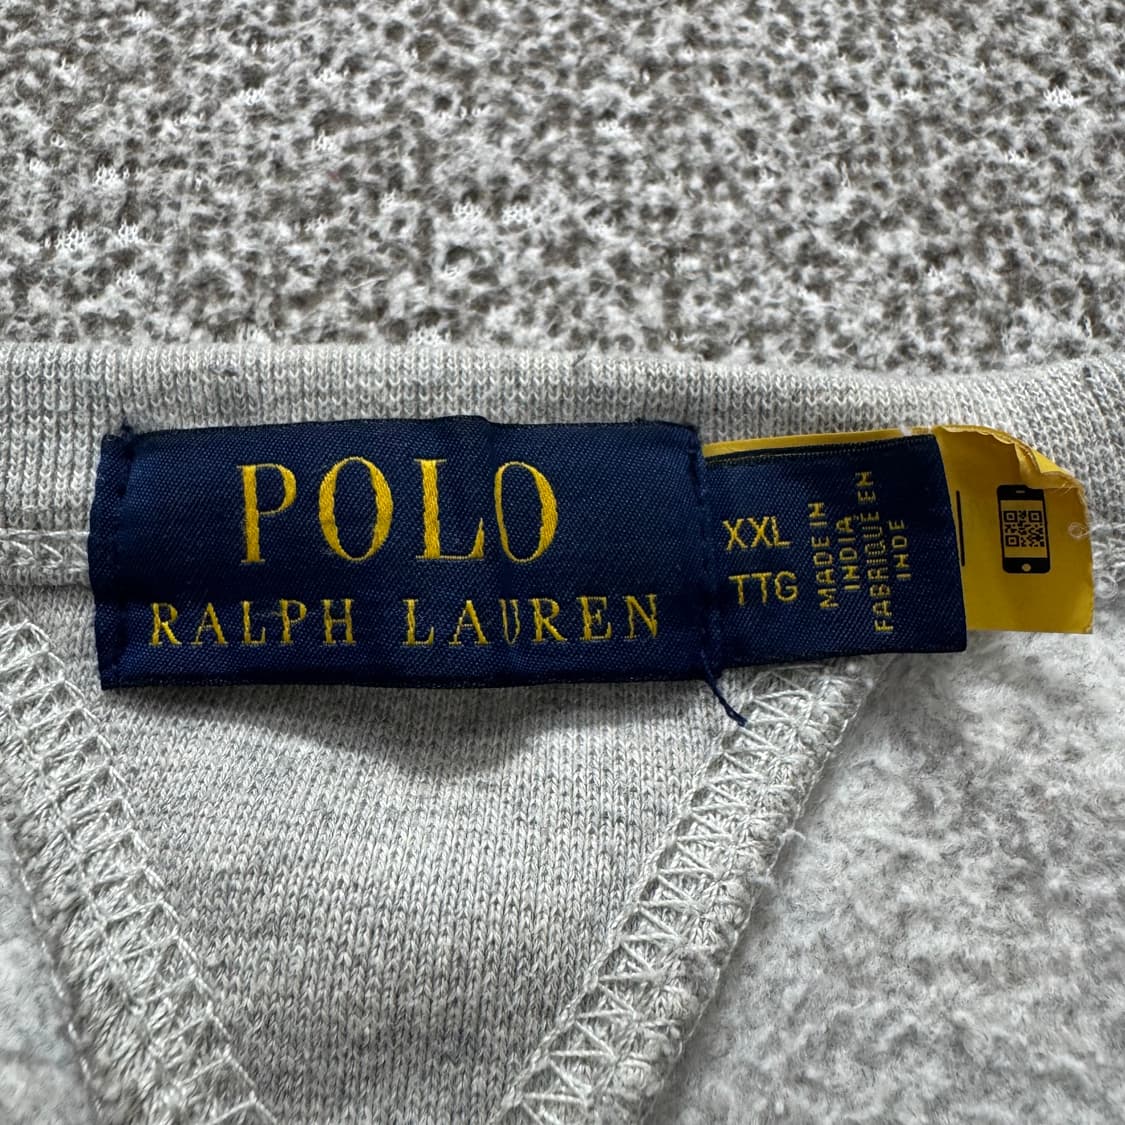 POLO
RALPH LAUREN
XXL
TTG
MADE IN
INDIA
FABRIQUÉ EN
INDE